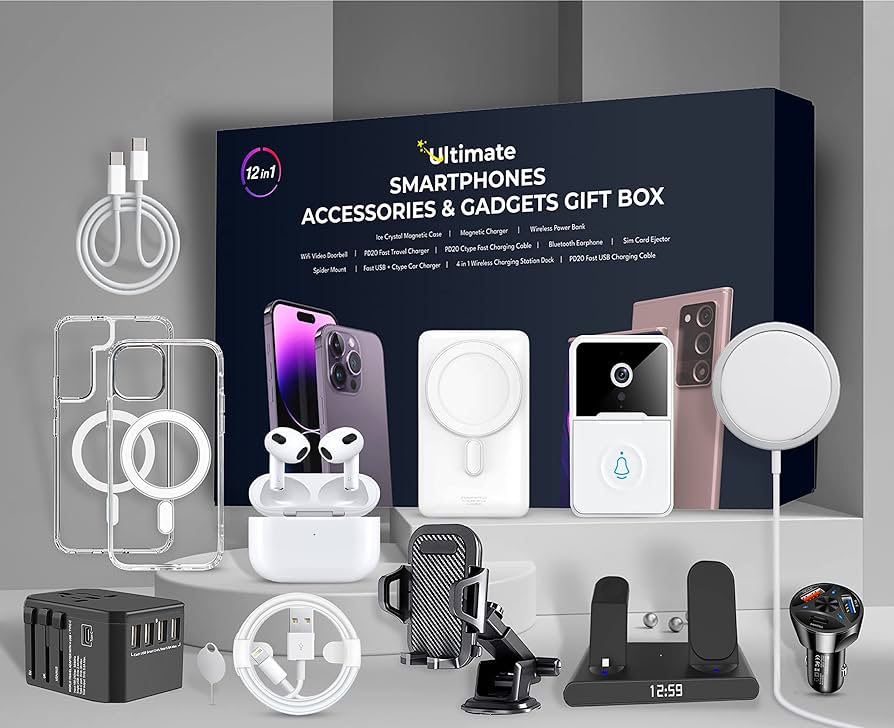 12 in 1
Ultimate
SMARTPHONES
ACCESSORIES & GADGETS GIFT BOX
Ice Crystal Magnetic Case | Magnetic Charger | Wireless Power Bank
Wifi Video Doorbell | PD20 Fast Travel Charger | PD20 Ctype Fast Charging Cable | Bluetooth Earphone | Sim Card Ejector
Spider Mount | Fast USB + Ctype Car Charger | 4 in 1 Wireless Charging Station Dock | PD20 Fast USB Charging Cable
12:59